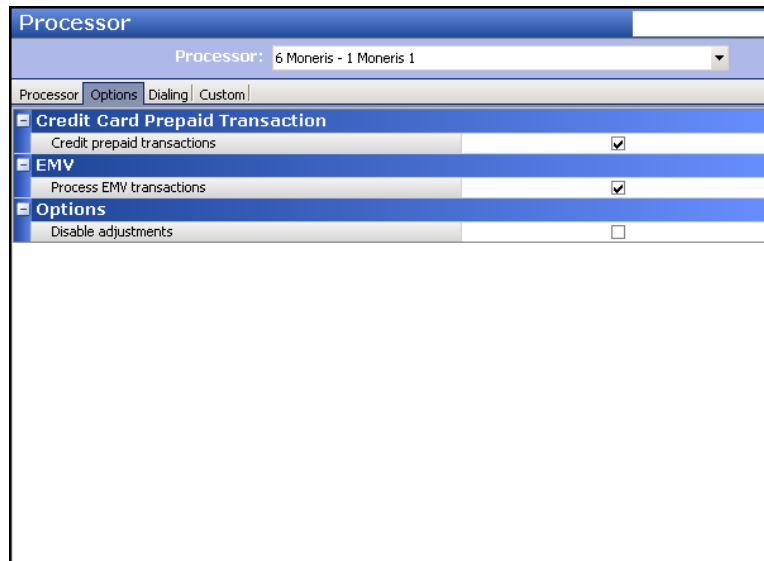 Processor
Processor: 6 Moneris - 1 Moneris 1
Processor Options Dialing Custom
Credit Card Prepaid Transaction
Credit prepaid transactions
EMV
Process EMV transactions
Options
Disable adjustments